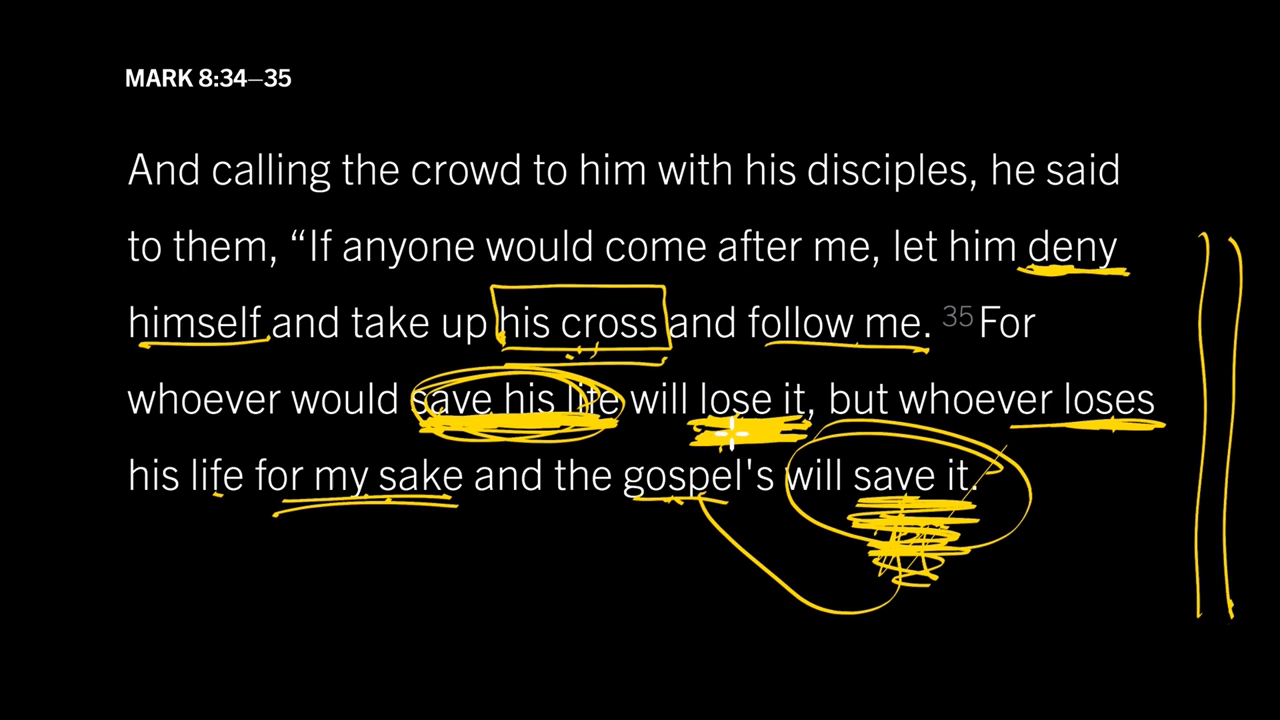 MARK 8:34–35
And calling the crowd to him with his disciples, he said
to them, “If anyone would come after me, let him deny
himself and take up his cross and follow me. 35 For
whoever would save his life will lose it, but whoever loses
his life for my sake and the gospel's will save it.